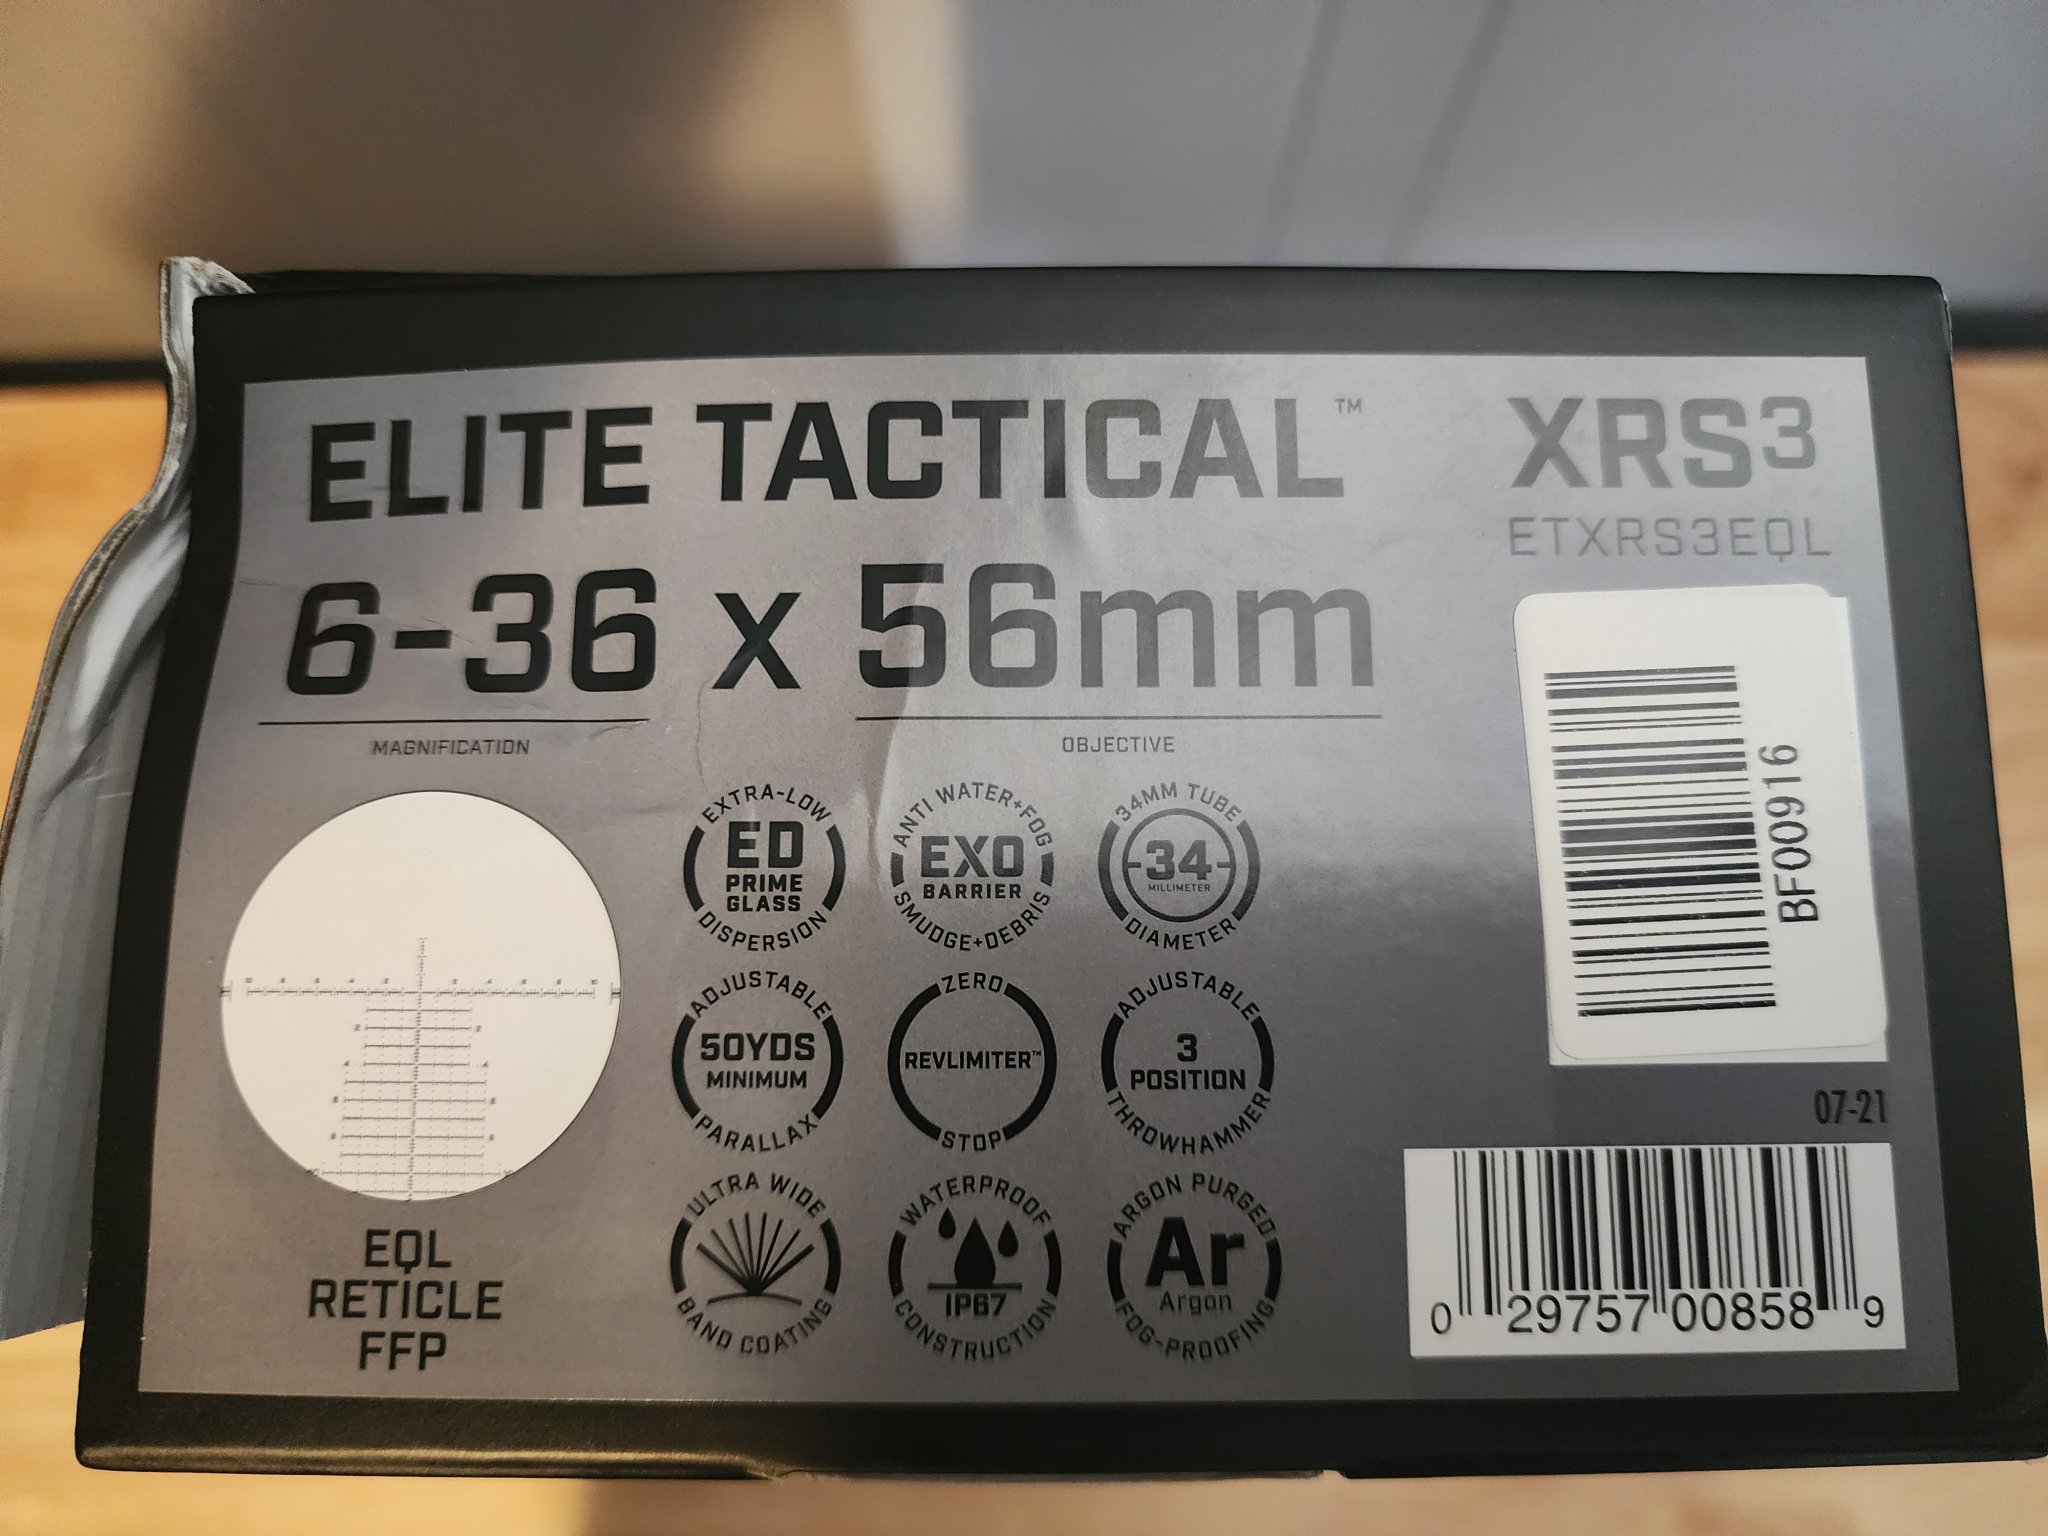 ELITE TACTICAL™
XRS3
ETXRS3EQL
6-36 x 56mm
MAGNIFICATION
OBJECTIVE
EXTRA-LOW
ED
PRIME
GLASS
DISPERSION
ANTI WATER+FOG
EXO
BARRIER
SMUDGE+DEBRIS
34MM TUBE
-34-
MILLIMETER
DIAMETER
BF00916
ADJUSTABLE
50YDS
MINIMUM
PARALLAX
ZERO
REVLIMITER™
STOP
ADJUSTABLE
3
POSITION
THROWHAMMER
07-21
ULTRA WIDE
BAND COATING
WATERPROOF
IP67
CONSTRUCTION
ARGON PURGED
Ar
Argon
FOG-PROOFING
EQL
RETICLE
FFP
0 29757 00858 9